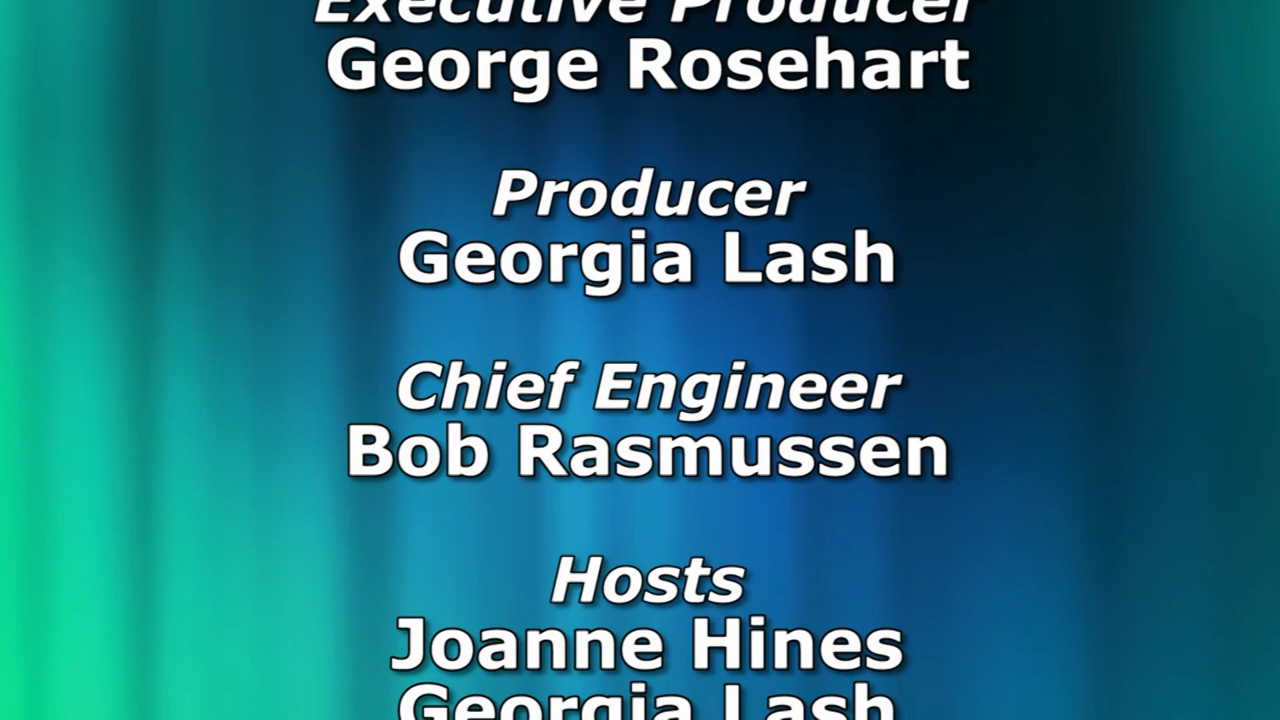 Executive Producer
George Rosehart
Producer
Georgia Lash
Chief Engineer
Bob Rasmussen
Hosts
Joanne Hines
Georgia Lash